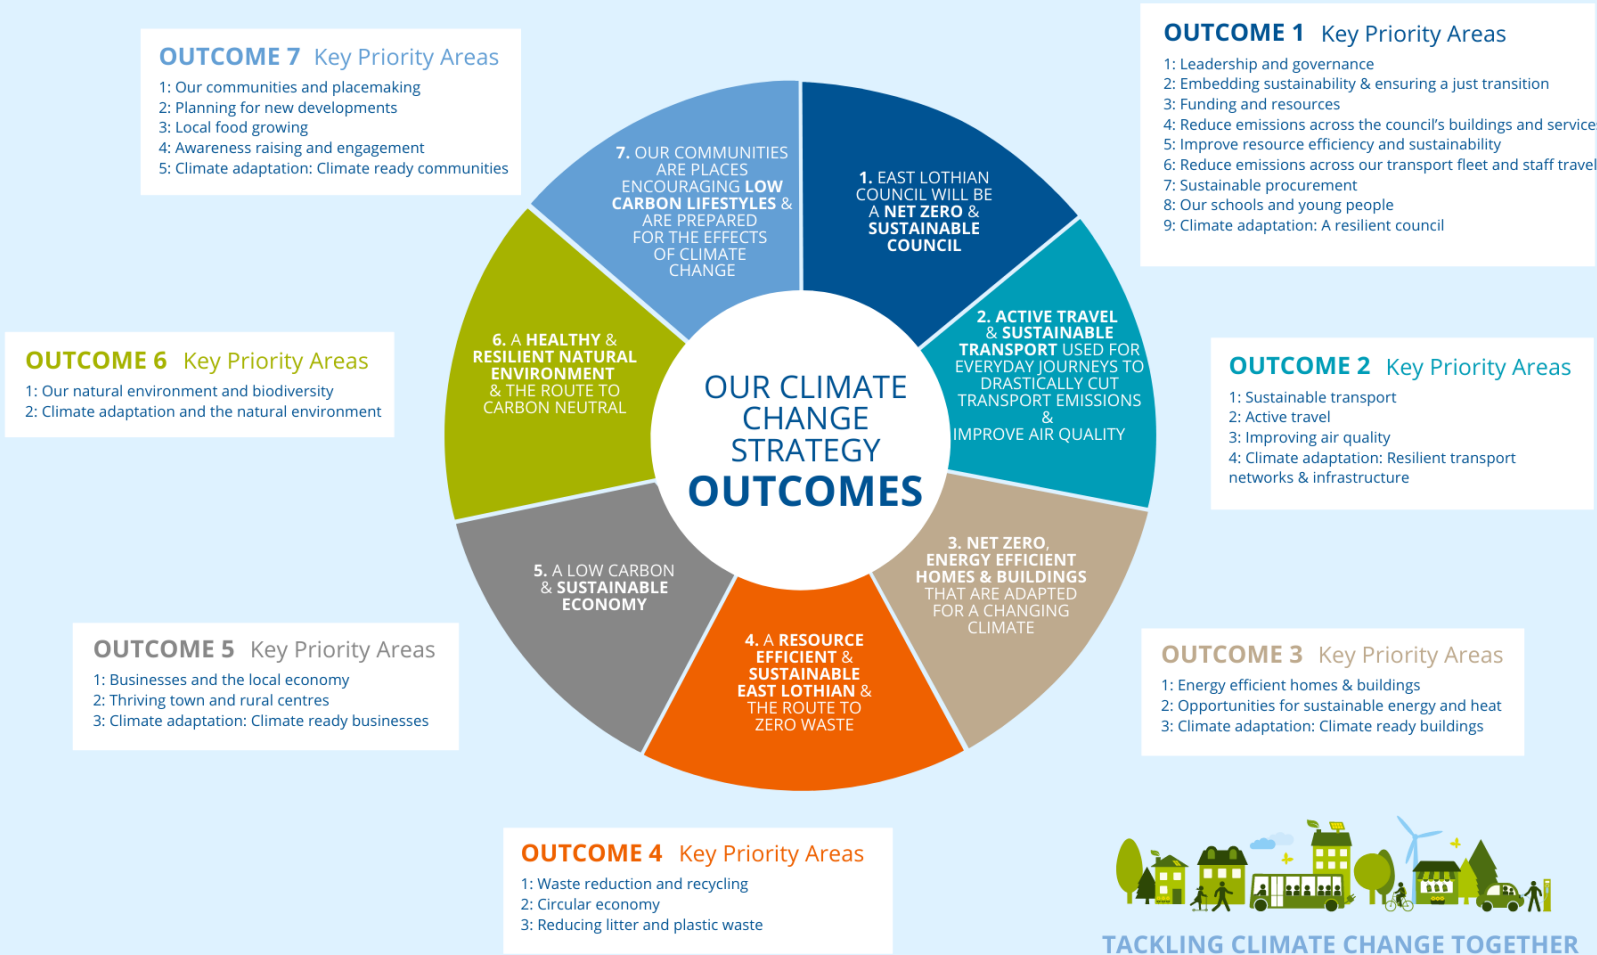 OUTCOME 7 Key Priority Areas
1: Our communities and placemaking
2: Planning for new developments
3: Local food growing
4: Awareness raising and engagement
5: Climate adaptation: Climate ready communities
OUTCOME 1 Key Priority Areas
1: Leadership and governance
2: Embedding sustainability & ensuring a just transition
3: Funding and resources
4: Reduce emissions across the council's buildings and service
5: Improve resource efficiency and sustainability
6: Reduce emissions across our transport fleet and staff travel
7: Sustainable procurement
8: Our schools and young people
9: Climate adaptation: A resilient council
7. OUR COMMUNITIES
ARE PLACES
ENCOURAGING LOW
CARBON LIFESTYLES &
ARE PREPARED
FOR THE EFFECTS
OF CLIMATE
CHANGE
1. EAST LOTHIAN
COUNCIL WILL BE
A NET ZERO &
SUSTAINABLE
COUNCIL
2. ACTIVE TRAVEL
& SUSTAINABLE
TRANSPORT USED FOR
EVERYDAY JOURNEYS TO
DRASTICALLY CUT
TRANSPORT EMISSIONS
&
IMPROVE AIR QUALITY
6. A HEALTHY &
RESILIENT NATURAL
ENVIRONMENT
& THE ROUTE TO
CARBON NEUTRAL
OUR CLIMATE
CHANGE
STRATEGY
OUTCOMES
OUTCOME 6 Key Priority Areas
1: Our natural environment and biodiversity
2: Climate adaptation and the natural environment
OUTCOME 2 Key Priority Areas
1: Sustainable transport
2: Active travel
3: Improving air quality
4: Climate adaptation: Resilient transport
networks & infrastructure
5. A LOW CARBON
& SUSTAINABLE
ECONOMY
3. NET ZERO,
ENERGY EFFICIENT
HOMES & BUILDINGS
THAT ARE ADAPTED
FOR A CHANGING
CLIMATE
4. A RESOURCE
EFFICIENT &
SUSTAINABLE
EAST LOTHIAN &
THE ROUTE TO
ZERO WASTE
OUTCOME 5 Key Priority Areas
1: Businesses and the local economy
2: Thriving town and rural centres
3: Climate adaptation: Climate ready businesses
OUTCOME 3 Key Priority Areas
1: Energy efficient homes & buildings
2: Opportunities for sustainable energy and heat
3: Climate adaptation: Climate ready buildings
OUTCOME 4 Key Priority Areas
1: Waste reduction and recycling
2: Circular economy
3: Reducing litter and plastic waste
TACKLING CLIMATE CHANGE TOGETHER